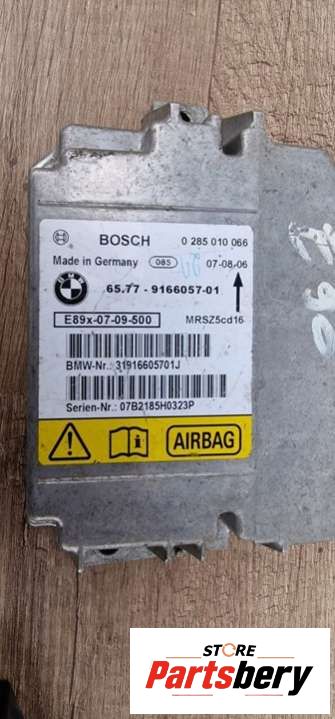 BOSCH 0 285 010 066
Made in Germany 085 07-08-06
65.77 - 9166057-01
E89x-07-09-500 MRSZ5cd16
BMW-Nr.: 31916605701J
Serien-Nr.: 07B2185H0323P
AIRBAG
E90
STORE
Partsbery